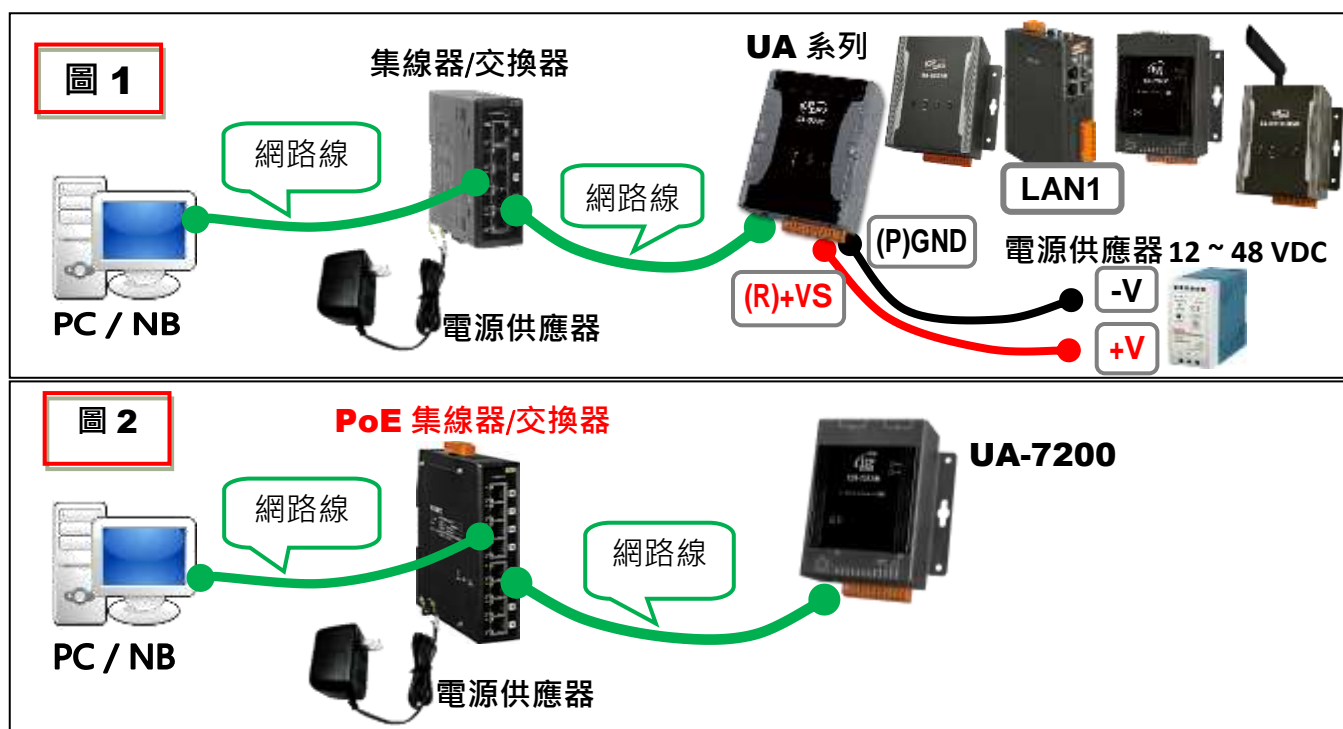 圖 1
集線器/交換器
UA 系列
網路線
網路線
LAN1
(P)GND
電源供應器 12 ~ 48 VDC
(R)+VS
-V
+V
PC / NB
電源供應器
圖 2
PoE 集線器/交換器
UA-7200
網路線
網路線
PC / NB
電源供應器